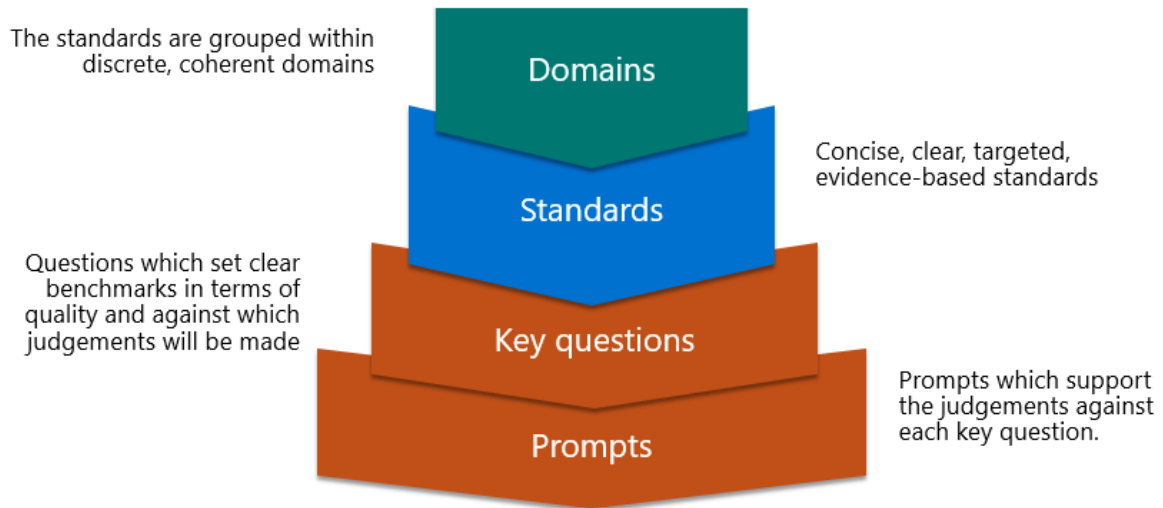 The standards are grouped within
discrete, coherent domains
Domains
Concise, clear, targeted,
evidence-based standards
Standards
Questions which set clear
benchmarks in terms of
quality and against which
judgements will be made
Key questions
Prompts which support
the judgements against
each key question.
Prompts